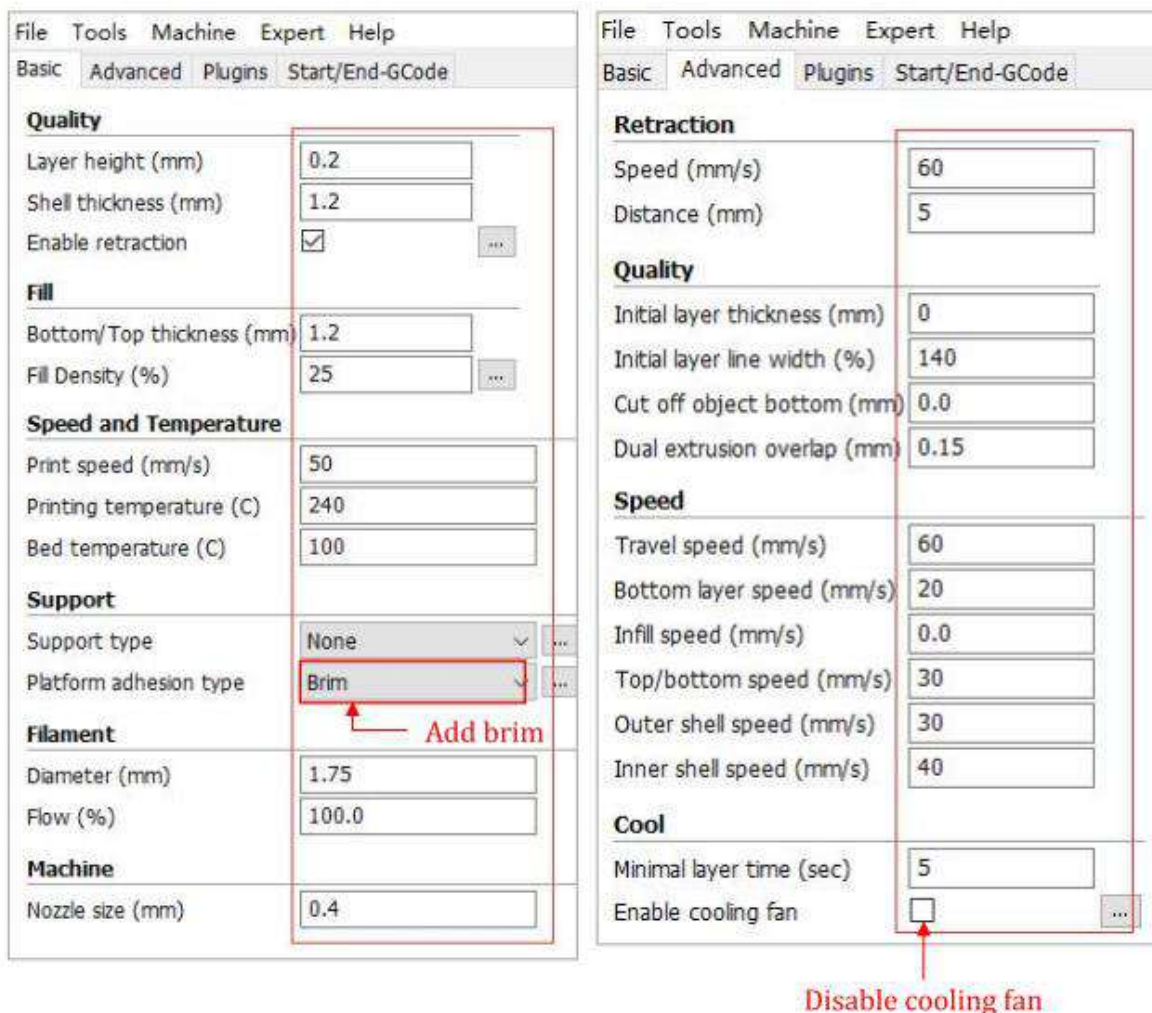 File Tools Machine Expert Help
Basic Advanced Plugins Start/End-GCode
Quality
Layer height (mm) 0.2
Shell thickness (mm) 1.2
Enable retraction ...
Fill
Bottom/Top thickness (mm) 1.2
Fill Density (%) 25 ...
Speed and Temperature
Print speed (mm/s) 50
Printing temperature (C) 240
Bed temperature (C) 100
Support
Support type None ...
Platform adhesion type Brim ...
Add brim
Filament
Diameter (mm) 1.75
Flow (%) 100.0
Machine
Nozzle size (mm) 0.4
File Tools Machine Expert Help
Basic Advanced Plugins Start/End-GCode
Retraction
Speed (mm/s) 60
Distance (mm) 5
Quality
Initial layer thickness (mm) 0
Initial layer line width (%) 140
Cut off object bottom (mm) 0.0
Dual extrusion overlap (mm) 0.15
Speed
Travel speed (mm/s) 60
Bottom layer speed (mm/s) 20
Infill speed (mm/s) 0.0
Top/bottom speed (mm/s) 30
Outer shell speed (mm/s) 30
Inner shell speed (mm/s) 40
Cool
Minimal layer time (sec) 5
Enable cooling fan ...
Disable cooling fan